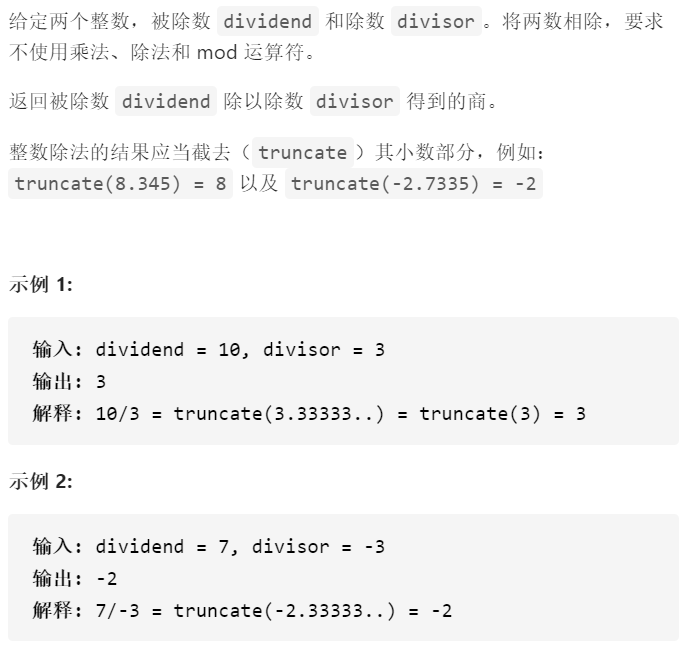 给定两个整数，被除数 dividend 和除数 divisor 。将两数相除，要求
不使用乘法、除法和 mod 运算符。
返回被除数 dividend 除以除数 divisor 得到的商。
整数除法的结果应当截去（ truncate ）其小数部分，例如：
truncate(8.345) = 8 以及 truncate(-2.7335) = -2
示例 1:
输入: dividend = 10, divisor = 3
输出: 3
解释: 10/3 = truncate(3.33333..) = truncate(3) = 3
示例 2:
输入: dividend = 7, divisor = -3
输出: -2
解释: 7/-3 = truncate(-2.33333..) = -2